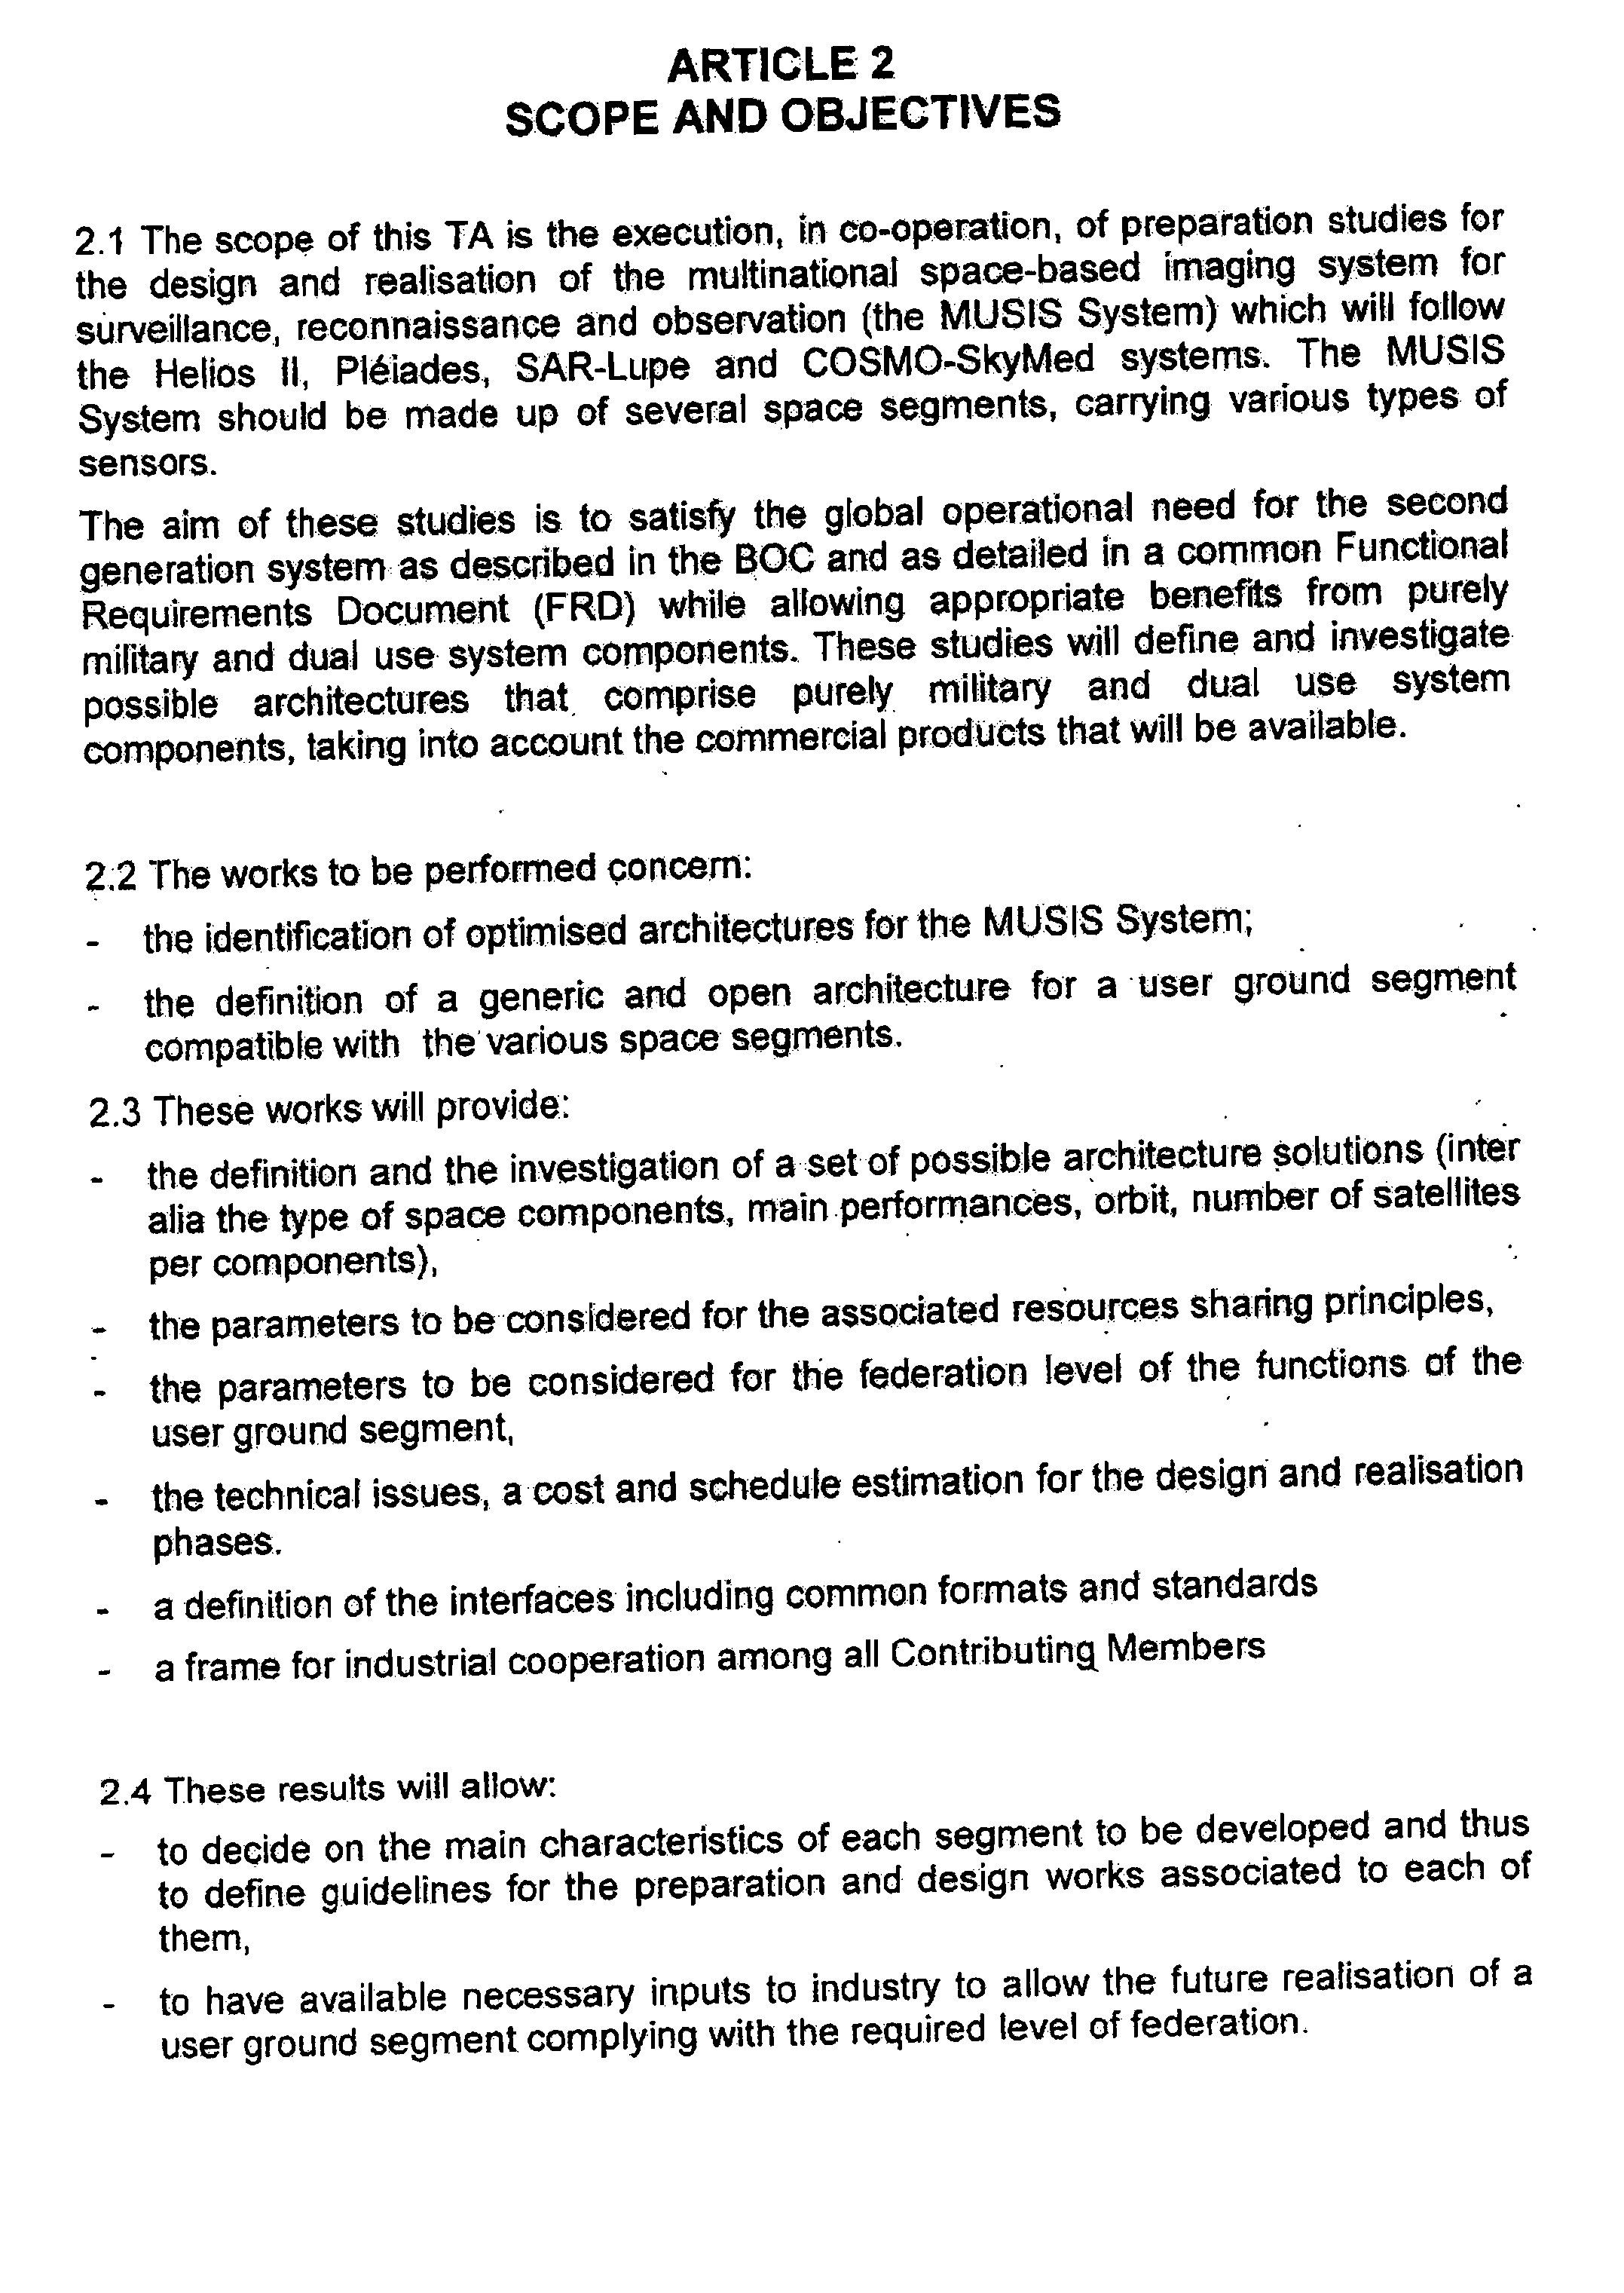 ARTICLE 2
SCOPE AND OBJECTIVES
2.1 The scope of this TA is the execution, in co-operation, of preparation studies for
the design and realisation of the multinational space-based imaging system for
surveillance, reconnaissance and observation (the MUSIS System) which will follow
the Helios II, Pléiades, SAR-Lupe and COSMO-SkyMed systems. The MUSIS
System should be made up of several space segments, carrying various types of
sensors.
The aim of these studies is to satisfy the global operational need for the second
generation system as described in the BOC and as detailed in a common Functional
Requirements Document (FRD) while allowing appropriate benefits from purely
military and dual use system components. These studies will define and investigate
possible architectures that comprise purely military and dual use system
components, taking into account the commercial products that will be available.
2.2 The works to be performed concern:
- the identification of optimised architectures for the MUSIS System;
- the definition of a generic and open architecture for a user ground segment
compatible with the various space segments.
2.3 These works will provide:
- the definition and the investigation of a set of possible architecture solutions (inter
alia the type of space components, main performances, orbit, number of satellites
per components),
- the parameters to be considered for the associated resources sharing principles,
- the parameters to be considered for the federation level of the functions of the
user ground segment,
- the technical issues, a cost and schedule estimation for the design and realisation
phases.
- a definition of the interfaces including common formats and standards
- a frame for industrial cooperation among all Contributing Members
2.4 These results will allow:
- to decide on the main characteristics of each segment to be developed and thus
to define guidelines for the preparation and design works associated to each of
them,
- to have available necessary inputs to industry to allow the future realisation of a
user ground segment complying with the required level of federation.